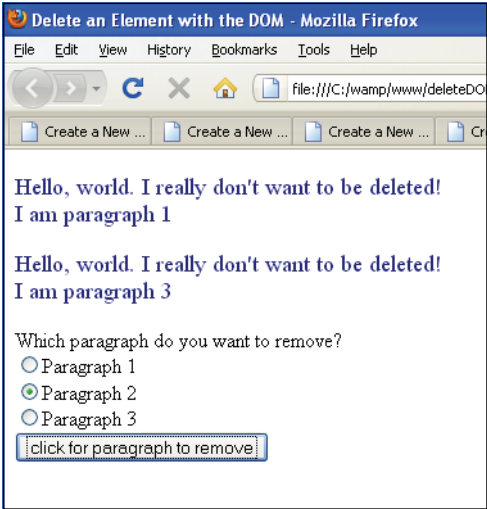 Delete an Element with the DOM - Mozilla Firefox
File Edit View History Bookmarks Tools Help
file:///C:/wamp/www/deleteDO
Create a New ... Create a New ... Create a New ... Cr
Hello, world. I really don't want to be deleted!
I am paragraph 1
Hello, world. I really don't want to be deleted!
I am paragraph 3
Which paragraph do you want to remove?
Paragraph 1
Paragraph 2
Paragraph 3
click for paragraph to remove